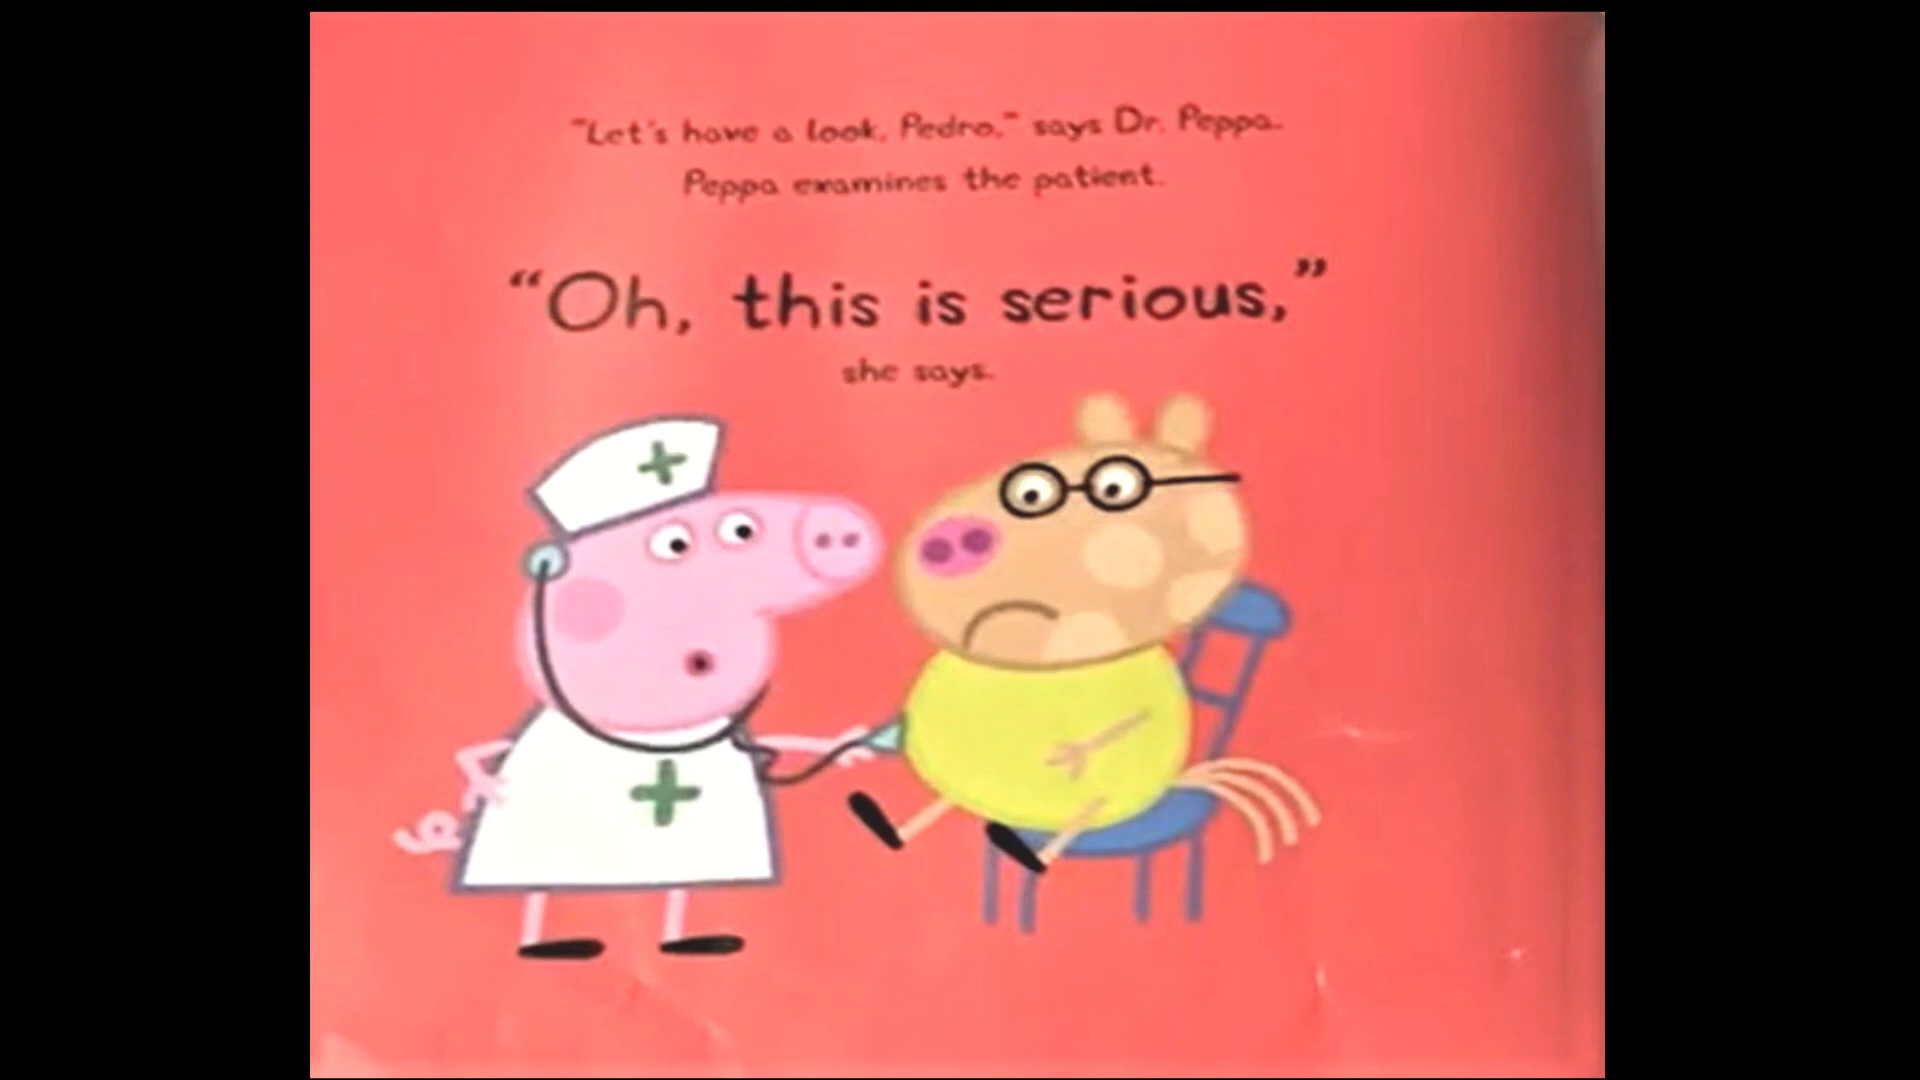 "Let's have a look, Pedro," says Dr. Peppa.
Peppa examines the patient.
"Oh, this is serious,"
she says.